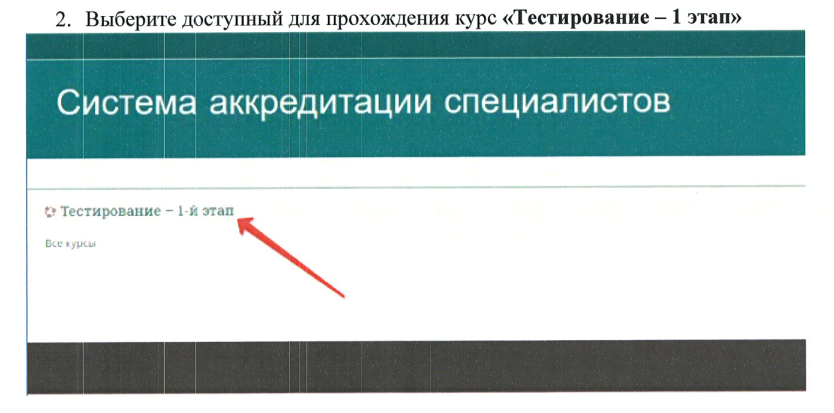 2. Выберите доступный для прохождения курс «Тестирование – 1 этап»
Система аккредитации специалистов
Тестирование – 1-й этап
Все курсы